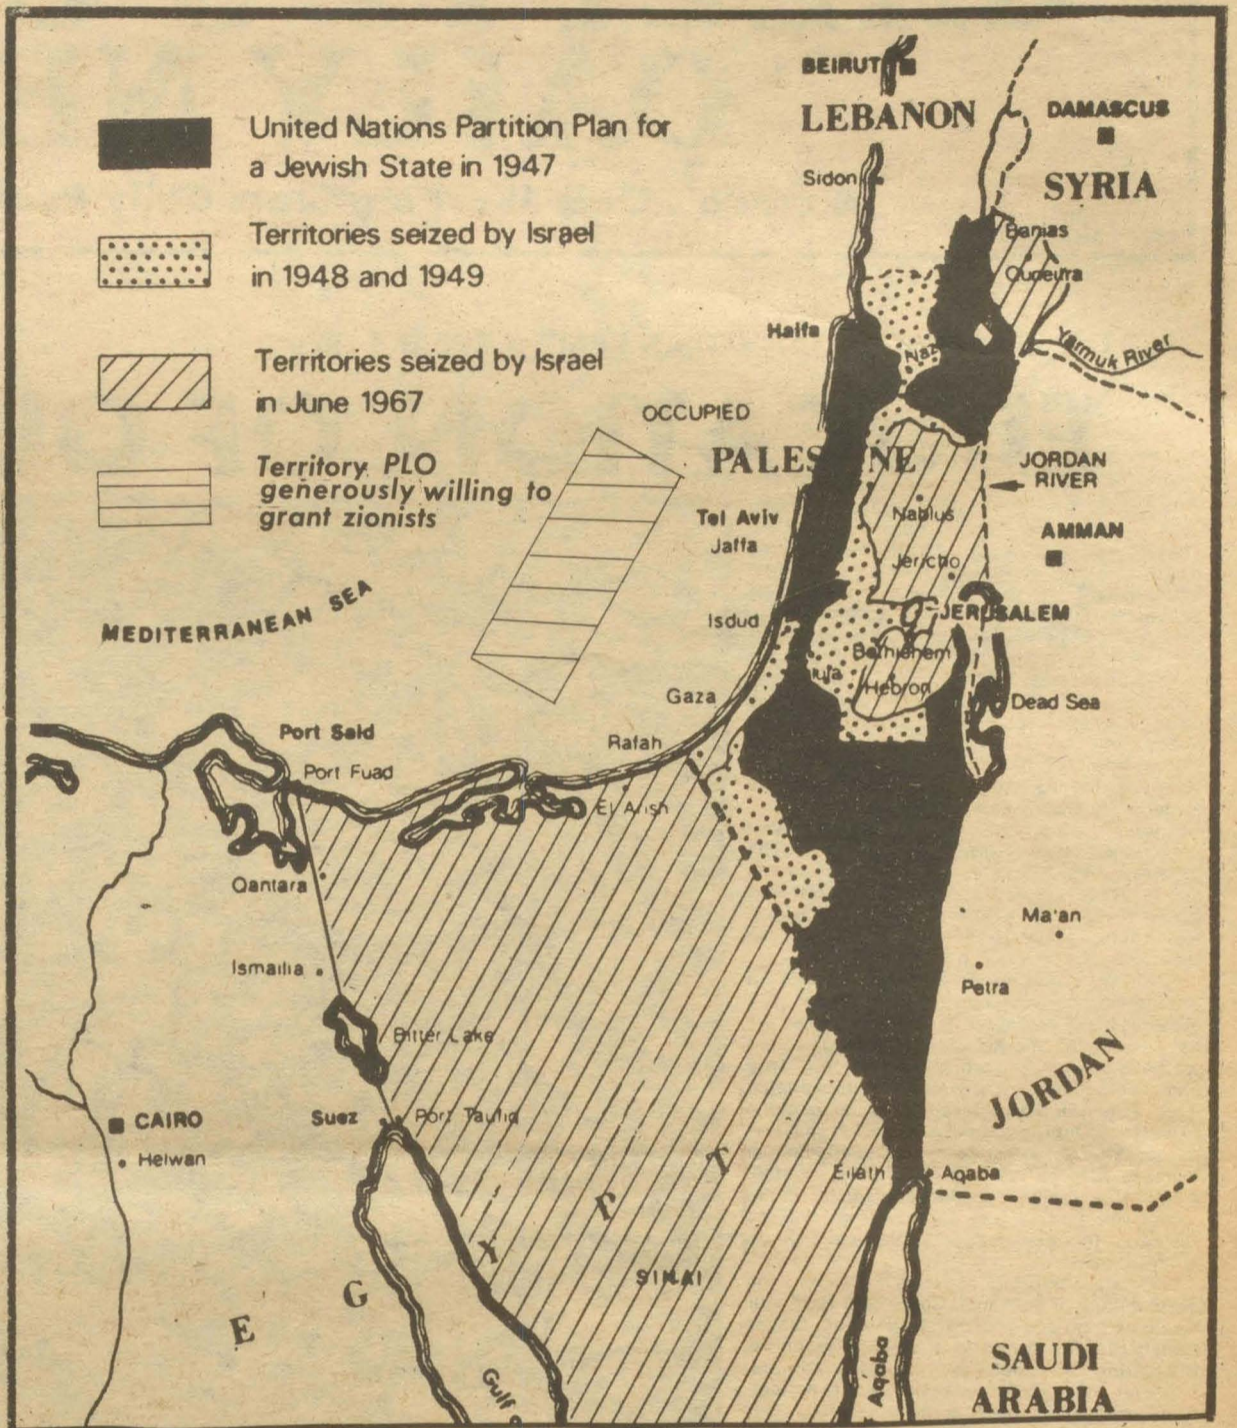 United Nations Partition Plan for
a Jewish State in 1947
Territories seized by Israel
in 1948 and 1949
Territories seized by Israel
in June 1967
Territory PLO
generously willing to
grant zionists
BEIRUT
LEBANON
DAMASCUS
SYRIA
Sidon
Banias
Quneitra
Haifa
Naz
Yarmuk River
OCCUPIED
PALESTINE
JORDAN
RIVER
Tel Aviv
Jaffa
Nablus
AMMAN
Jericho
MEDITERRANEAN SEA
Isdud
JERUSALEM
Bethlehem
Hebron
Gaza
Dead Sea
Port Said
Rafah
Port Fuad
El Arish
Qantara
Ma'an
Ismailia
Petra
Bitter Lake
JORDAN
CAIRO
Suez
Port Taufiq
Helwan
Eilath
Aqaba
EGYPT
SINAI
SAUDI
ARABIA
Gulf o
Aqaba